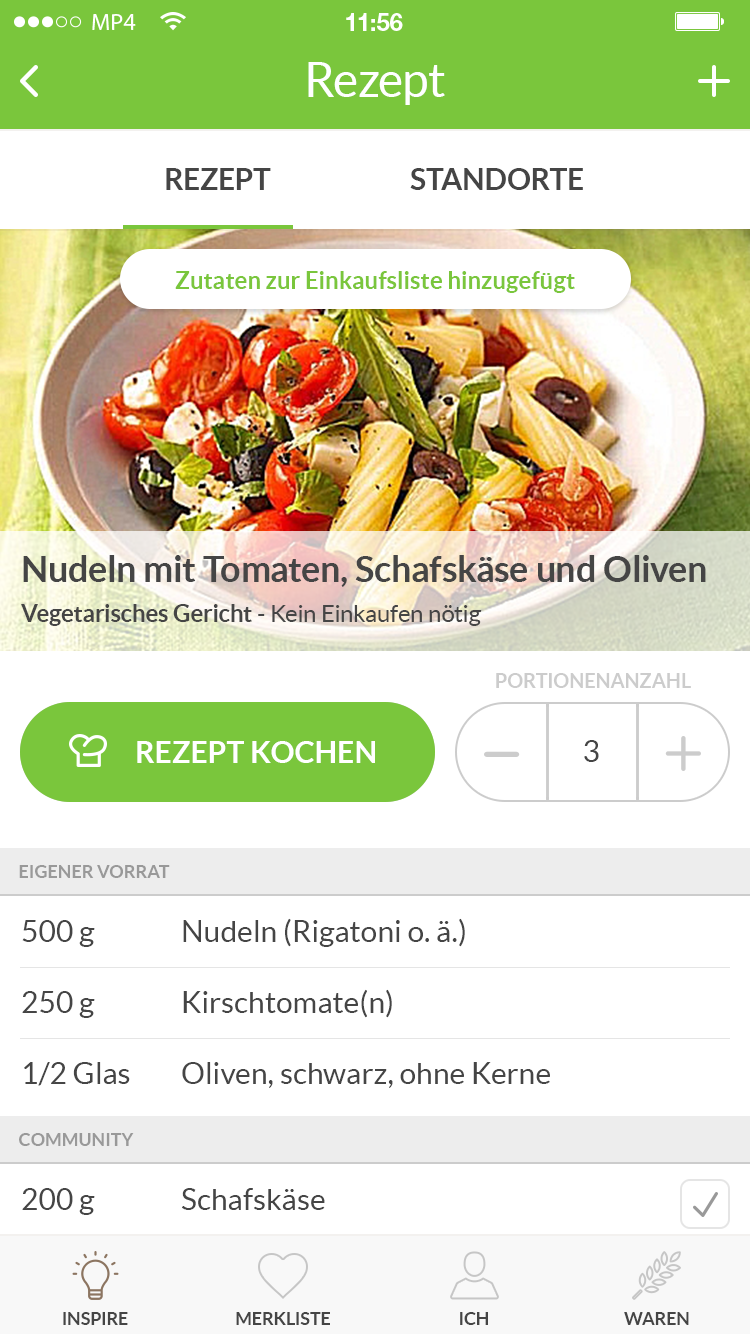 MP4 11:56
Rezept
REZEPT STANDORTE
Zutaten zur Einkaufsliste hinzugefügt
Nudeln mit Tomaten, Schafskäse und Oliven
Vegetarisches Gericht - Kein Einkaufen nötig
PORTIONENANZAHL
REZEPT KOCHEN 3
EIGENER VORRAT
500 g Nudeln (Rigatoni o. ä.)
250 g Kirschtomate(n)
1/2 Glas Oliven, schwarz, ohne Kerne
COMMUNITY
200 g Schafskäse
INSPIRE MERKLISTE ICH WAREN